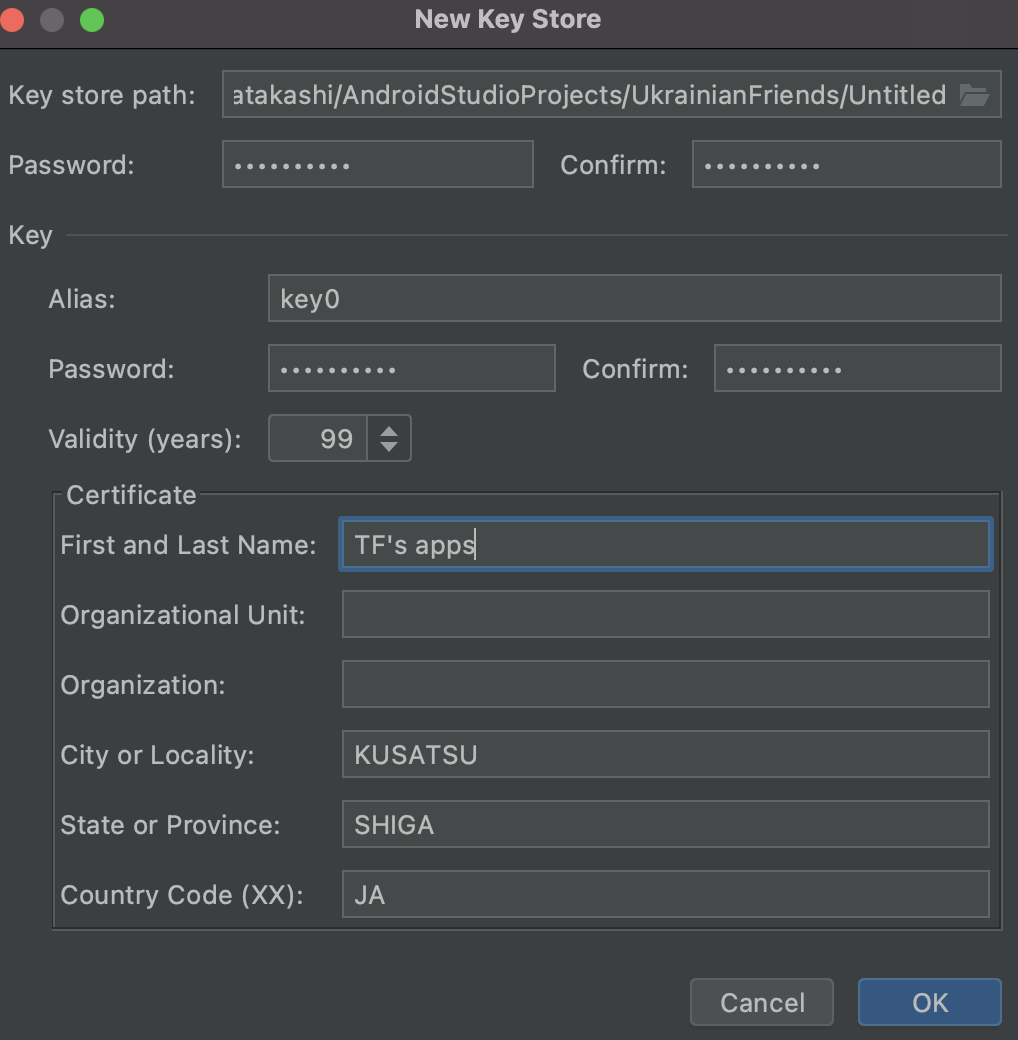 New Key Store
Key store path: atakashi/AndroidStudioProjects/UkrainianFriends/Untitled
Password: •••••••••• Confirm: ••••••••••
Key
Alias: key0
Password: •••••••••• Confirm: ••••••••••
Validity (years): 99
Certificate
First and Last Name: TF's apps
Organizational Unit:
Organization:
City or Locality: KUSATSU
State or Province: SHIGA
Country Code (XX): JA
Cancel OK